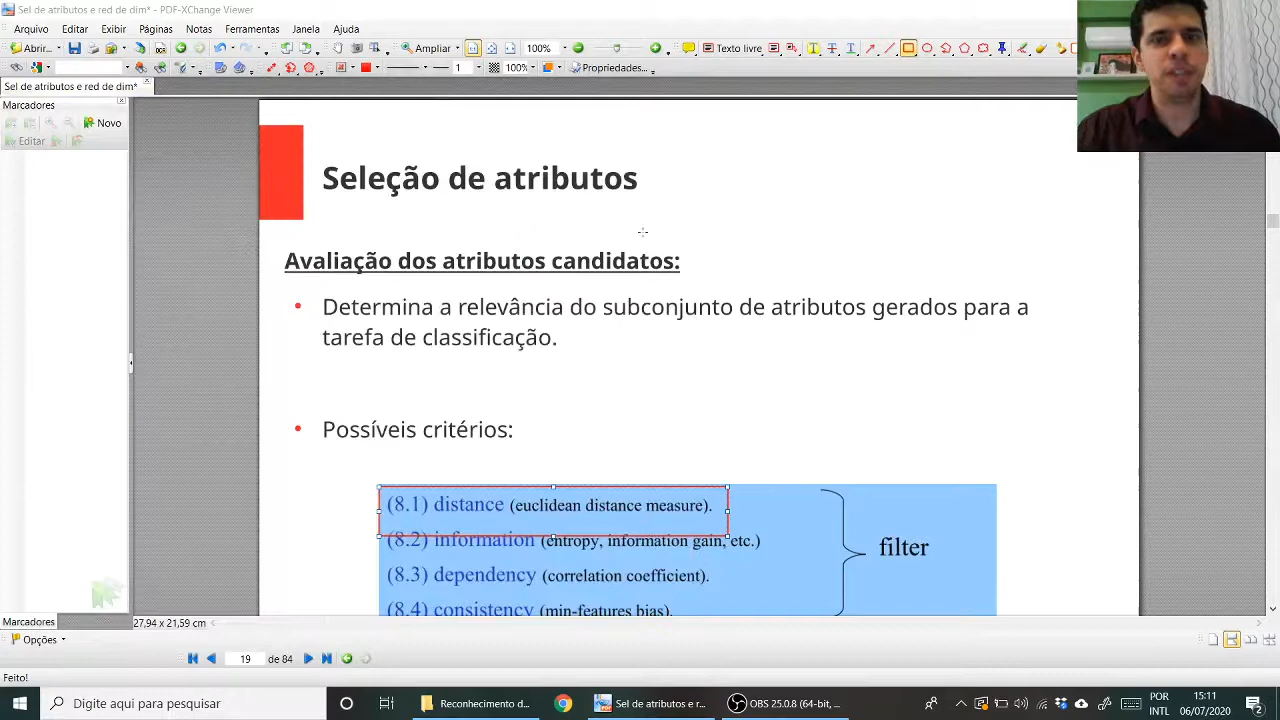 Sel de atributos e red de dim* - PDF-XChange Viewer
Arquivo Editar Exibir Páginas Notas Ferramentas Janela Ajuda
Abrir... Ampliar 100% Texto livre
1 100% Propriedades...
Sel de atributos e red de dim*
Marcadores
Novo
Editar
Seleção de atributos
Avaliação dos atributos candidatos:
• Determina a relevância do subconjunto de atributos gerados para a
tarefa de classificação.
• Possíveis critérios:
(8.1) distance (euclidean distance measure).
(8.2) information (entropy, information gain, etc.)
filter
(8.3) dependency (correlation coefficient).
(8.4) consistency (min-features bias).
Marcadores
27,94 x 21,59 cm
Opções
19 de 84
Feito!
Digite aqui para pesquisar
Reconhecimento d...
Sel de atributos e r...
OBS 25.0.8 (64-bit, ...
POR
INTL
15:11
06/07/2020
2